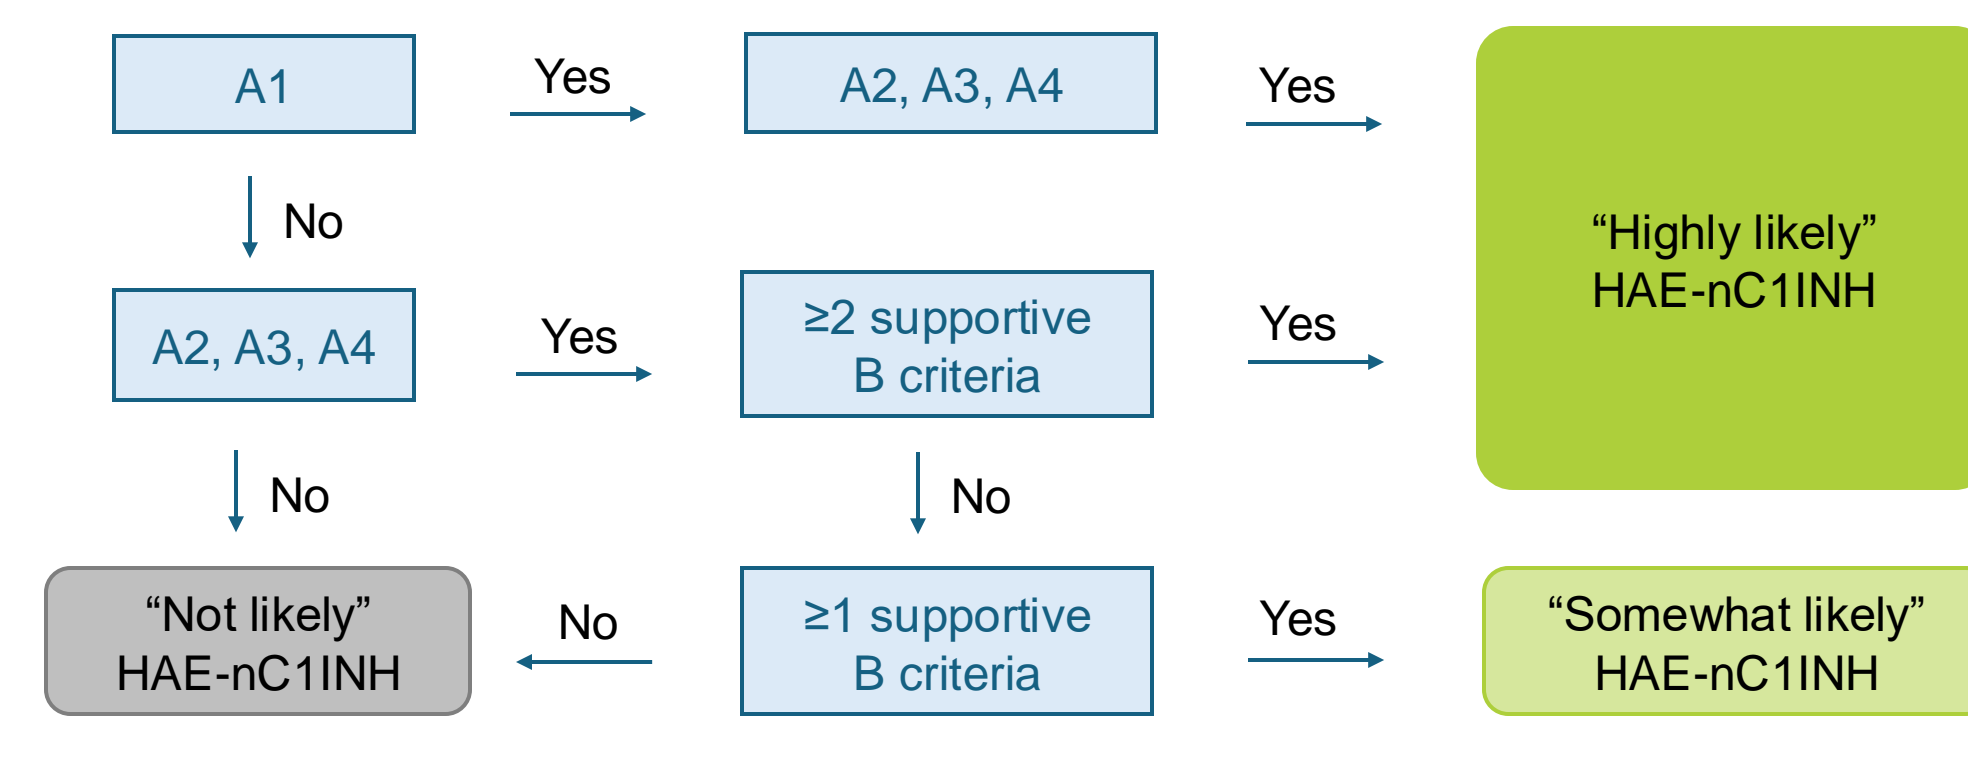 A1
Yes
A2, A3, A4
Yes
“Highly likely”
HAE-nC1INH
No
A2, A3, A4
Yes
≥2 supportive
B criteria
Yes
No
No
“Not likely”
HAE-nC1INH
No
≥1 supportive
B criteria
Yes
“Somewhat likely”
HAE-nC1INH